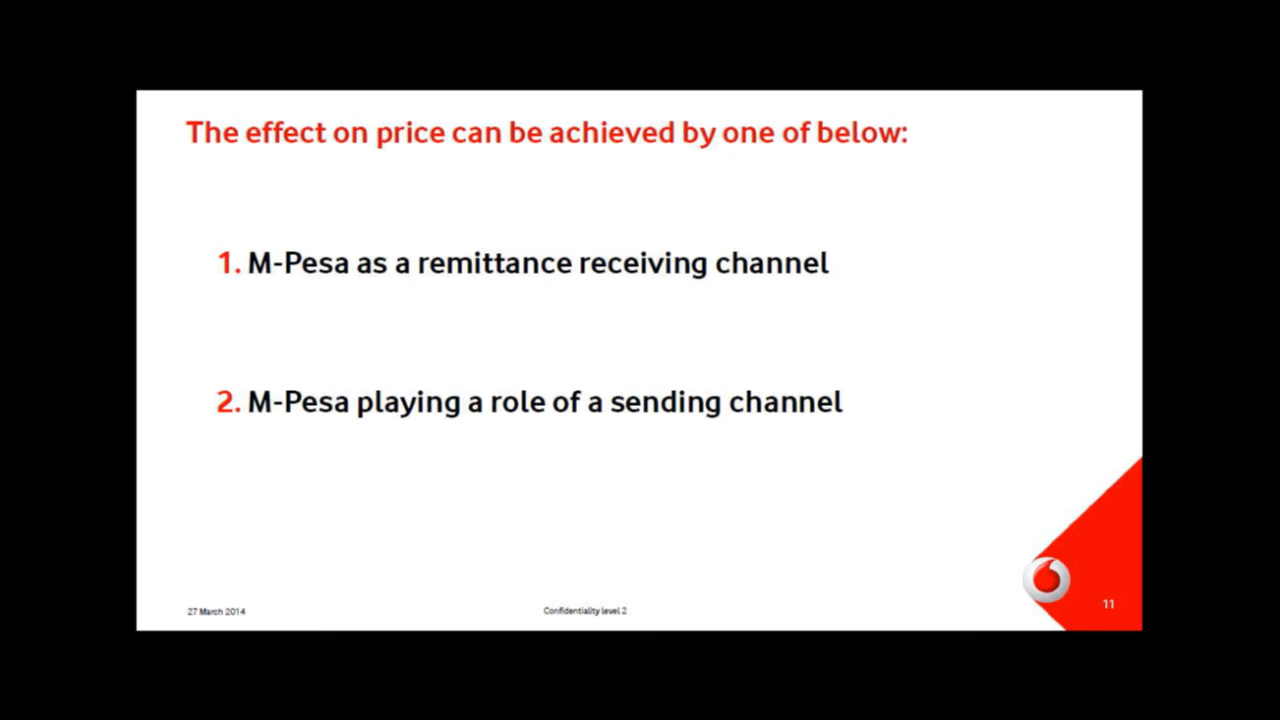 The effect on price can be achieved by one of below:
1. M-Pesa as a remittance receiving channel
2. M-Pesa playing a role of a sending channel
27 March 2014
Confidentiality level 2
11